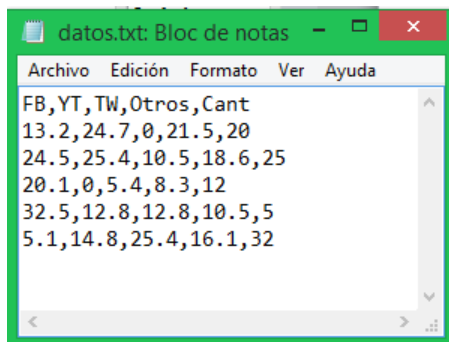 datos.txt: Bloc de notas
Archivo Edición Formato Ver Ayuda
FB,YT,TW,Otros,Cant
13.2,24.7,0,21.5,20
24.5,25.4,10.5,18.6,25
20.1,0,5.4,8.3,12
32.5,12.8,12.8,10.5,5
5.1,14.8,25.4,16.1,32